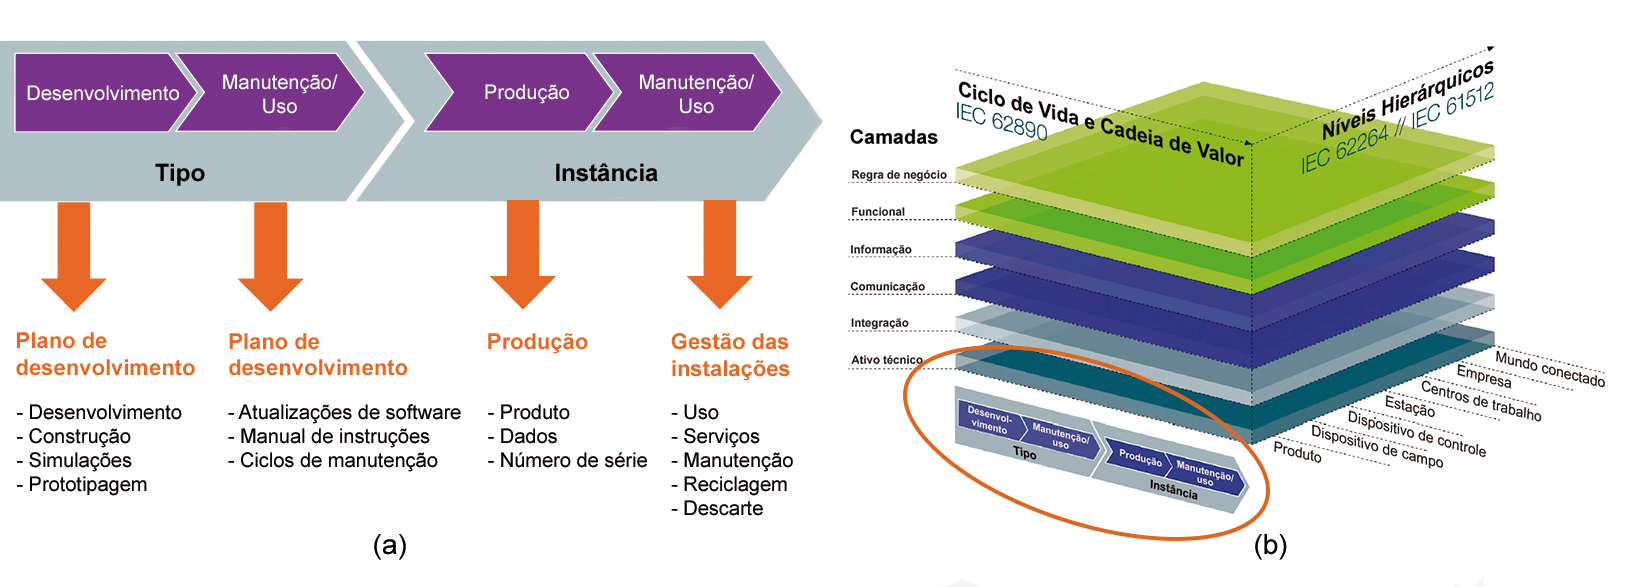 Desenvolvimento
Manutenção/
Uso
Produção
Manutenção/
Uso
Tipo
Instância
Plano de
desenvolvimento
- Desenvolvimento
- Construção
- Simulações
- Prototipagem
Plano de
desenvolvimento
- Atualizações de software
- Manual de instruções
- Ciclos de manutenção
Produção
- Produto
- Dados
- Número de série
Gestão das
instalações
- Uso
- Serviços
- Manutenção
- Reciclagem
- Descarte
(a)
Ciclo de Vida e Cadeia de Valor
IEC 62890
Níveis Hierárquicos
IEC 62264 // IEC 61512
Camadas
Regra de negócio
Funcional
Informação
Comunicação
Integração
Ativo técnico
Desenvol-
vimento
Manutenção/
uso
Produção
Manutenção/
uso
Tipo
Instância
Mundo conectado
Empresa
Centros de trabalho
Estação
Dispositivo de controle
Dispositivo de campo
Produto
(b)